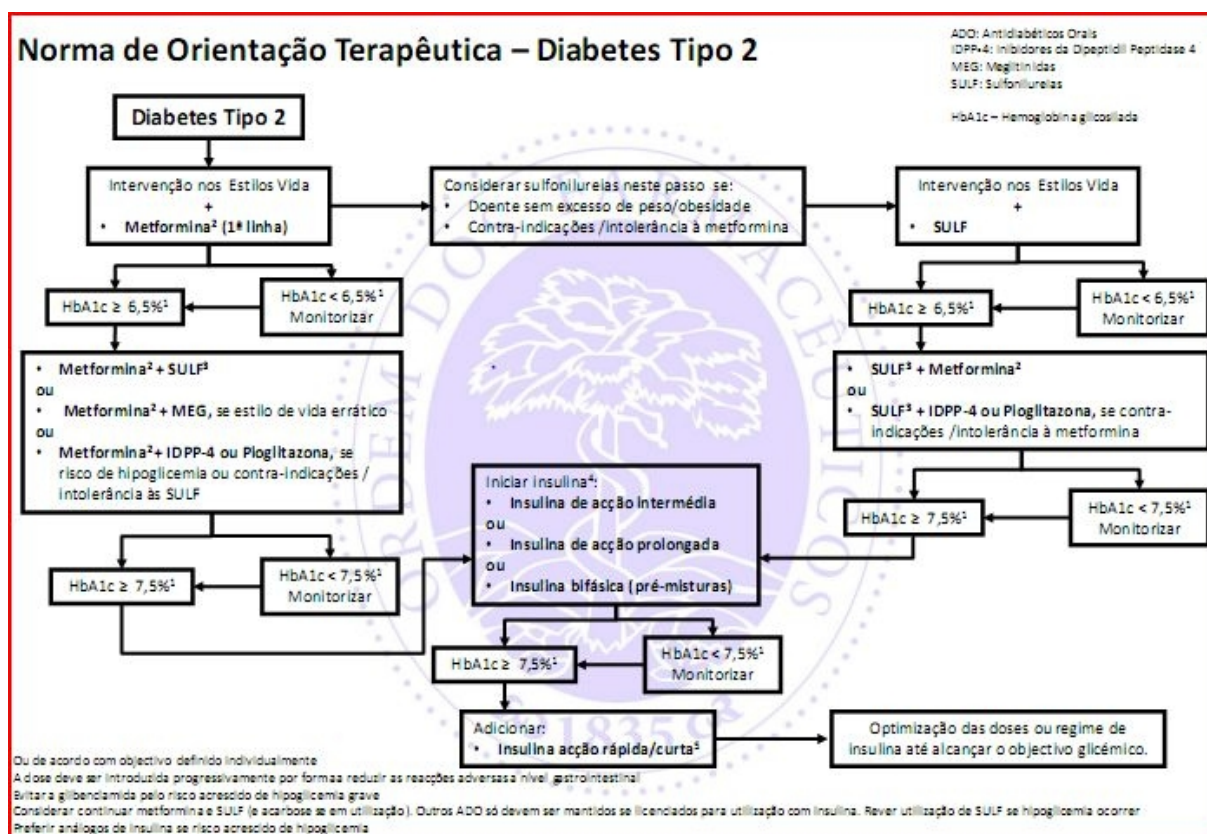 Norma de Orientação Terapêutica – Diabetes Tipo 2
ADO: Antidiabéticos Orais
IDPP-4: Inibidores da Dipeptidil Peptidase 4
MEG: Meglitinidas
SULF: Sulfonilureias
HbA1c – Hemoglobina glicosilada
Diabetes Tipo 2
Intervenção nos Estilos Vida
+
• Metformina² (1ª linha)
Considerar sulfonilureias neste passo se:
• Doente sem excesso de peso/obesidade
• Contra-indicações /intolerância à metformina
Intervenção nos Estilos Vida
+
• SULF
HbA1c ≥ 6,5%¹
HbA1c < 6,5%¹
Monitorizar
HbA1c ≥ 6,5%¹
HbA1c < 6,5%¹
Monitorizar
• Metformina² + SULF³
ou
• Metformina² + MEG, se estilo de vida errático
ou
• Metformina² + IDPP-4 ou Pioglitazona, se
risco de hipoglicemia ou contra-indicações /
intolerância às SULF
• SULF³ + Metformina²
ou
• SULF³ + IDPP-4 ou Pioglitazona, se contra-
indicações /intolerância à metformina
HbA1c ≥ 7,5%¹
HbA1c < 7,5%¹
Monitorizar
Iniciar insulina⁴:
• Insulina de acção intermédia
ou
• Insulina de acção prolongada
ou
• Insulina bifásica (pré-misturas)
HbA1c ≥ 7,5%¹
HbA1c < 7,5%¹
Monitorizar
HbA1c ≥ 7,5%¹
HbA1c < 7,5%¹
Monitorizar
Adicionar:
• Insulina acção rápida/curta⁵
Optimização das doses ou regime de
insulina até alcançar o objectivo glicémico.
Ou de acordo com objectivo definido individualmente
A dose deve ser introduzida progressivamente por forma a reduzir as reacções adversas a nível gastrointestinal
Evitar a glibenclamida pelo risco acrescido de hipoglicemia grave
Considerar continuar metformina e SULF (e acarbose se em utilização). Outros ADO só devem ser mantidos se licenciados para utilização com insulina. Rever utilização de SULF se hipoglicemia ocorrer
Preferir análogos de insulina se risco acrescido de hipoglicemia
ORDEM DOS FARMACÊUTICOS
1835